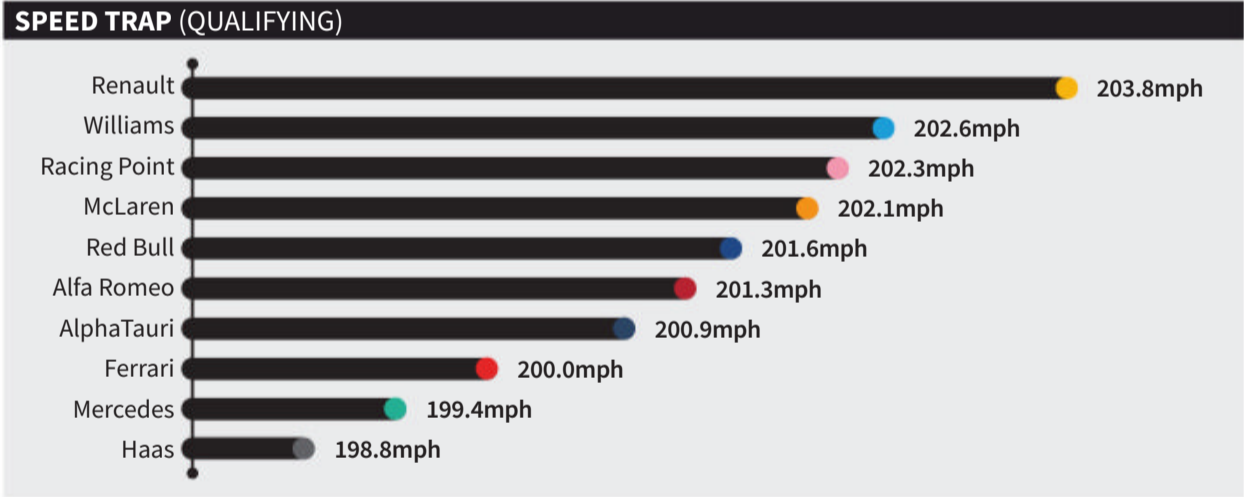 SPEED TRAP (QUALIFYING)
Renault 203.8mph
Williams 202.6mph
Racing Point 202.3mph
McLaren 202.1mph
Red Bull 201.6mph
Alfa Romeo 201.3mph
AlphaTauri 200.9mph
Ferrari 200.0mph
Mercedes 199.4mph
Haas 198.8mph